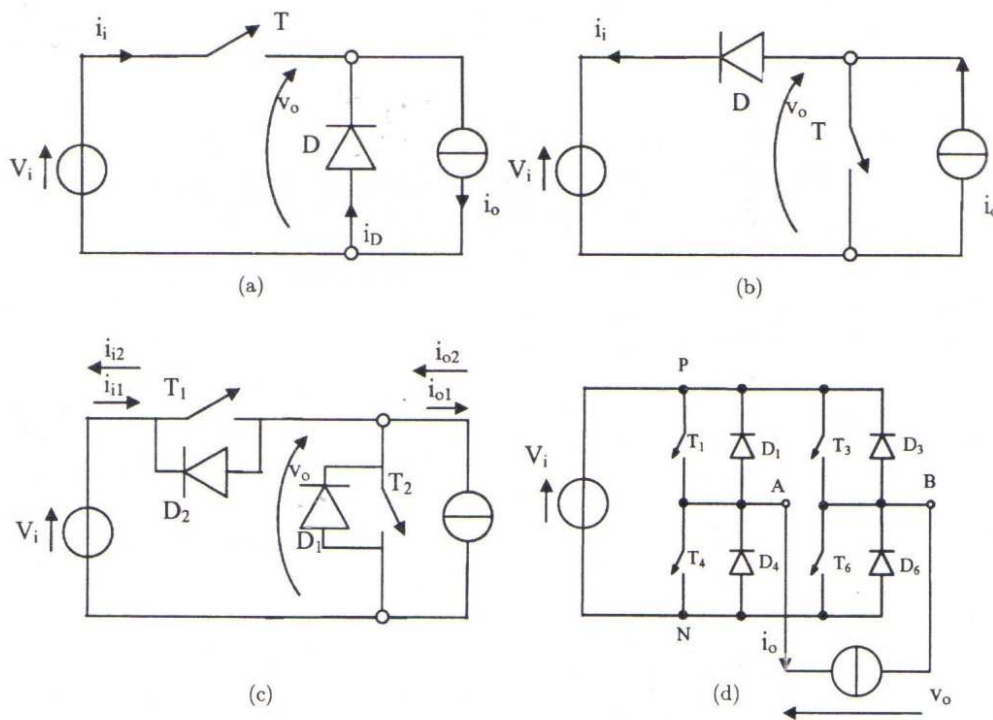 i_i
T
V_i
v_o
D
i_D
i_o
(a)
i_i
D
V_i
v_o
T
(b)
i_i2
i_i1
T_1
i_o2
i_o1
V_i
D_2
v_o
D_1
T_2
(c)
P
V_i
T_1
D_1
T_3
D_3
A
B
T_4
D_4
T_6
D_6
N
i_o
v_o
(d)